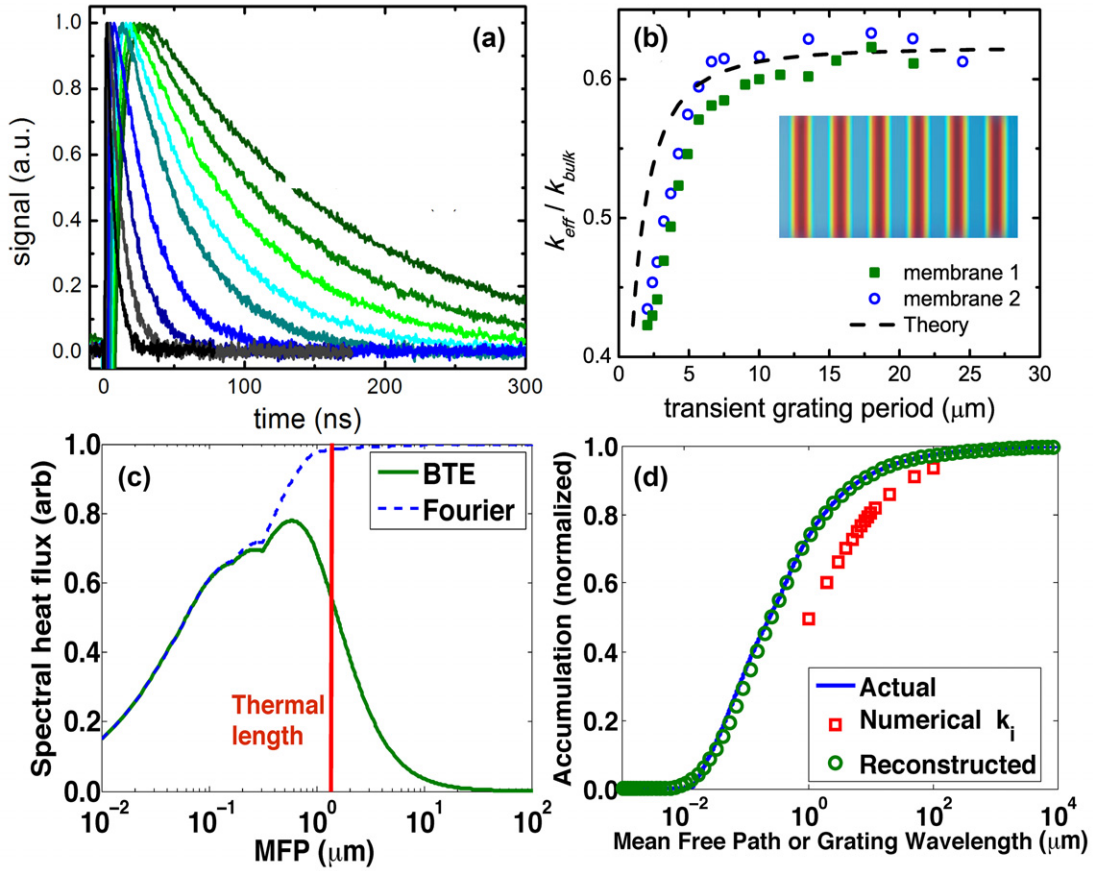 (a)
signal (a.u.)
1.0
0.8
0.6
0.4
0.2
0.0
0 50 100 150 200 250 300
time (ns)
(b)
k_eff / k_bulk
0.6
0.5
0.4
membrane 1
membrane 2
Theory
0 5 10 15 20 25 30
transient grating period (μm)
(c)
Spectral heat flux (arb)
1.0
0.8
0.6
0.4
0.2
0.0
BTE
Fourier
Thermal
length
10^−2 10^−1 10^0 10^1 10^2
MFP (μm)
(d)
Accumulation (normalized)
1.0
0.8
0.6
0.4
0.2
0.0
Actual
Numerical k_i
Reconstructed
10^−2 10^0 10^2 10^4
Mean Free Path or Grating Wavelength (μm)